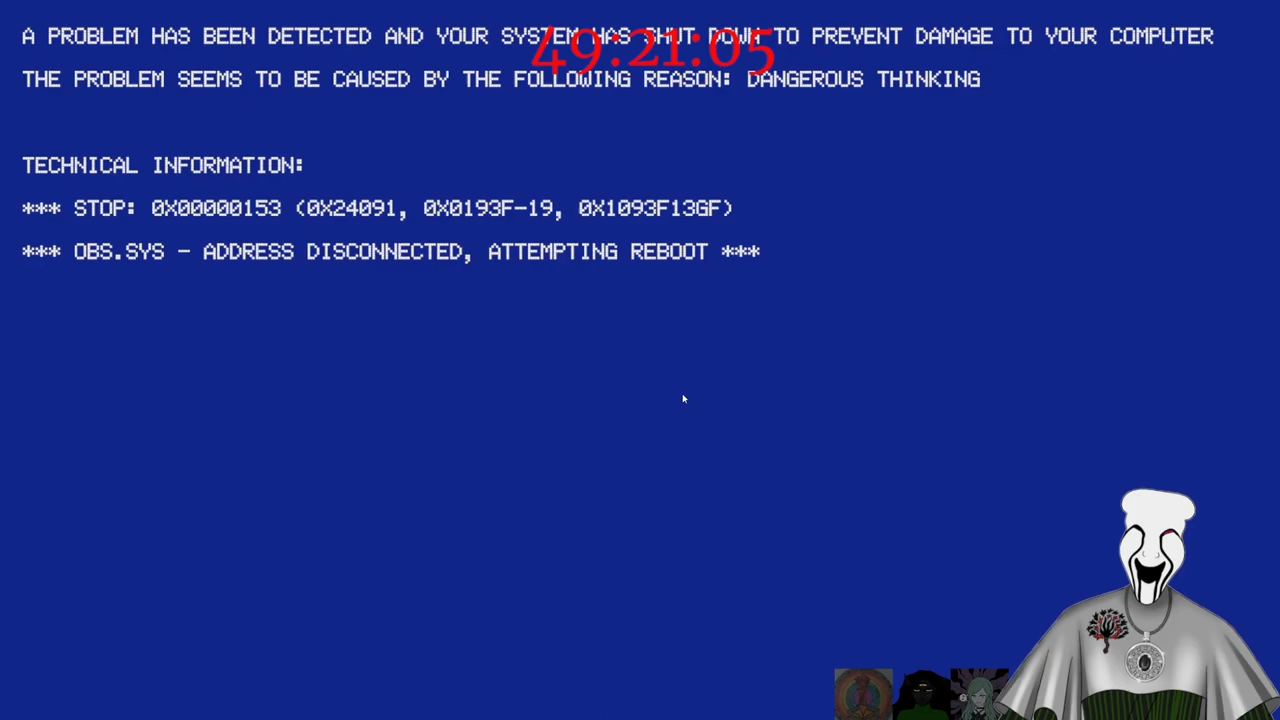 A PROBLEM HAS BEEN DETECTED AND YOUR SYSTEM HAS SHUT DOWN TO PREVENT DAMAGE TO YOUR COMPUTER
49:21:05
THE PROBLEM SEEMS TO BE CAUSED BY THE FOLLOWING REASON: DANGEROUS THINKING
TECHNICAL INFORMATION:
*** STOP: 0X00000153 (0X24091, 0X0193F-19, 0X1093F13GF)
*** OBS.SYS - ADDRESS DISCONNECTED, ATTEMPTING REBOOT ***